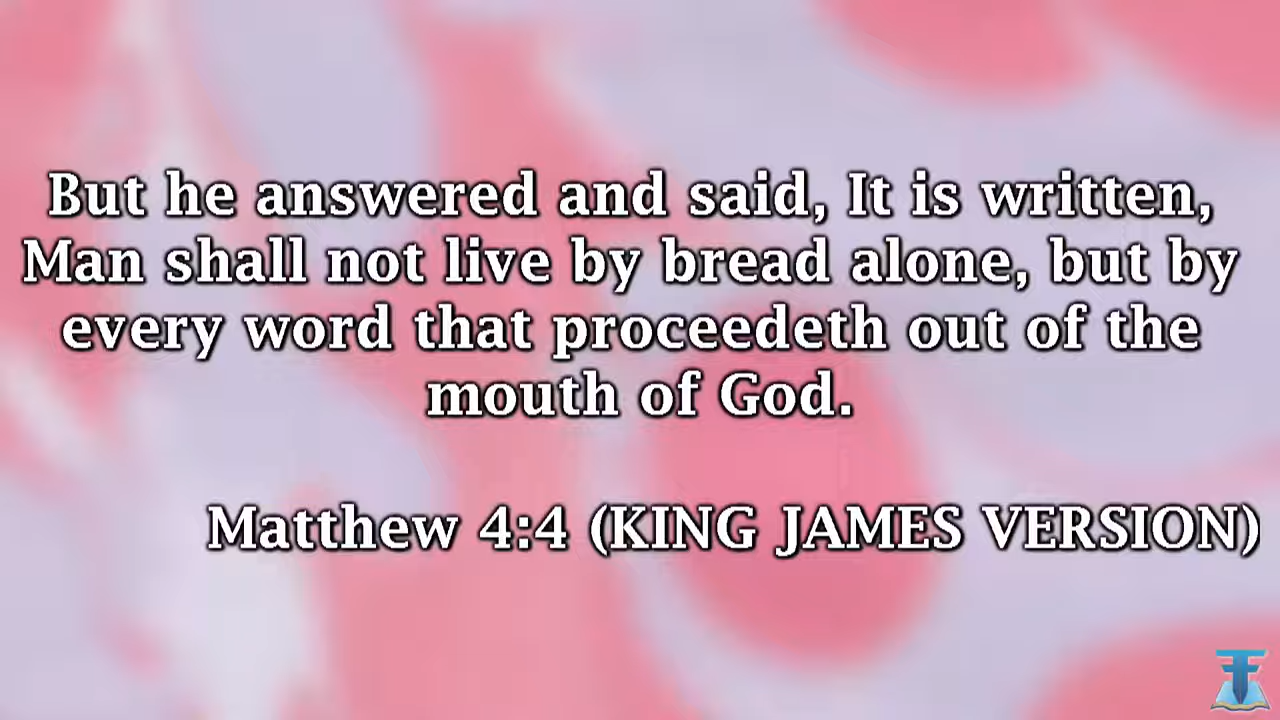 But he answered and said, It is written,
Man shall not live by bread alone, but by
every word that proceedeth out of the
mouth of God.
Matthew 4:4 (KING JAMES VERSION)